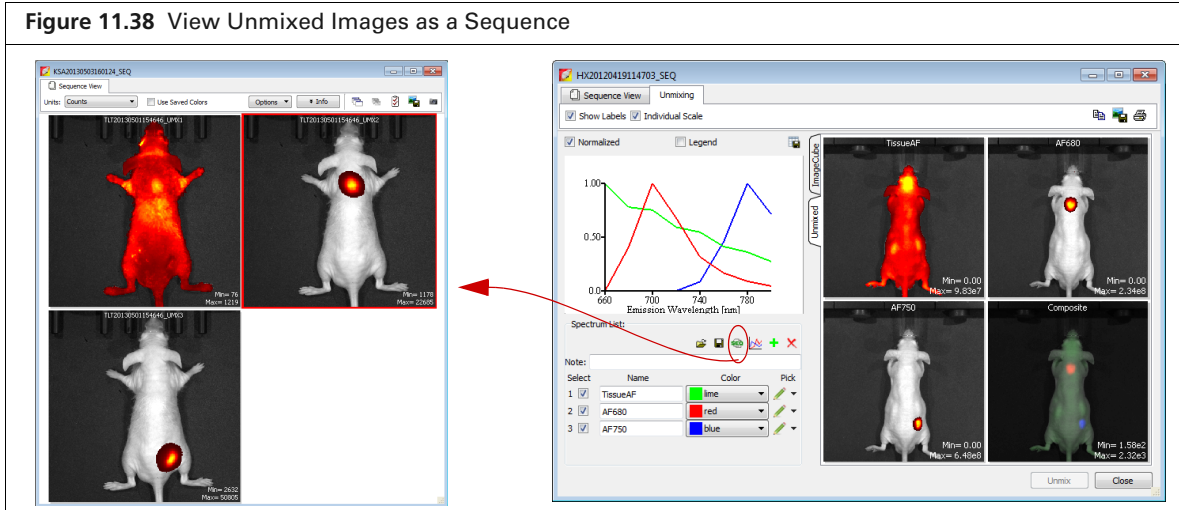 Figure 11.38 View Unmixed Images as a Sequence
KSA20130503160124_SEQ
Sequence View
Units: Counts Use Saved Colors Options Info
TLT20130501154646_UMX1
Min= 76
Max= 1219
TLT20130501154646_UMX2
Min= 1178
Max= 22685
TLT20130501154646_UMX3
Min= 2632
Max= 50805
HX20120419114703_SEQ
Sequence View Unmixing
Show Labels Individual Scale
Normalized Legend
1.00
0.50
0.0
660 700 740 780
Emission Wavelength [nm]
Spectrum List:
SEQ
Note:
Select Name Color Pick
1 TissueAF lime
2 AF680 red
3 AF750 blue
ImageCube
Unmixed
TissueAF
Min= 0.00
Max= 9.83e7
AF680
Min= 0.00
Max= 2.34e8
AF750
Min= 0.00
Max= 6.48e8
Composite
Min= 1.58e2
Max= 2.32e3
Unmix Close